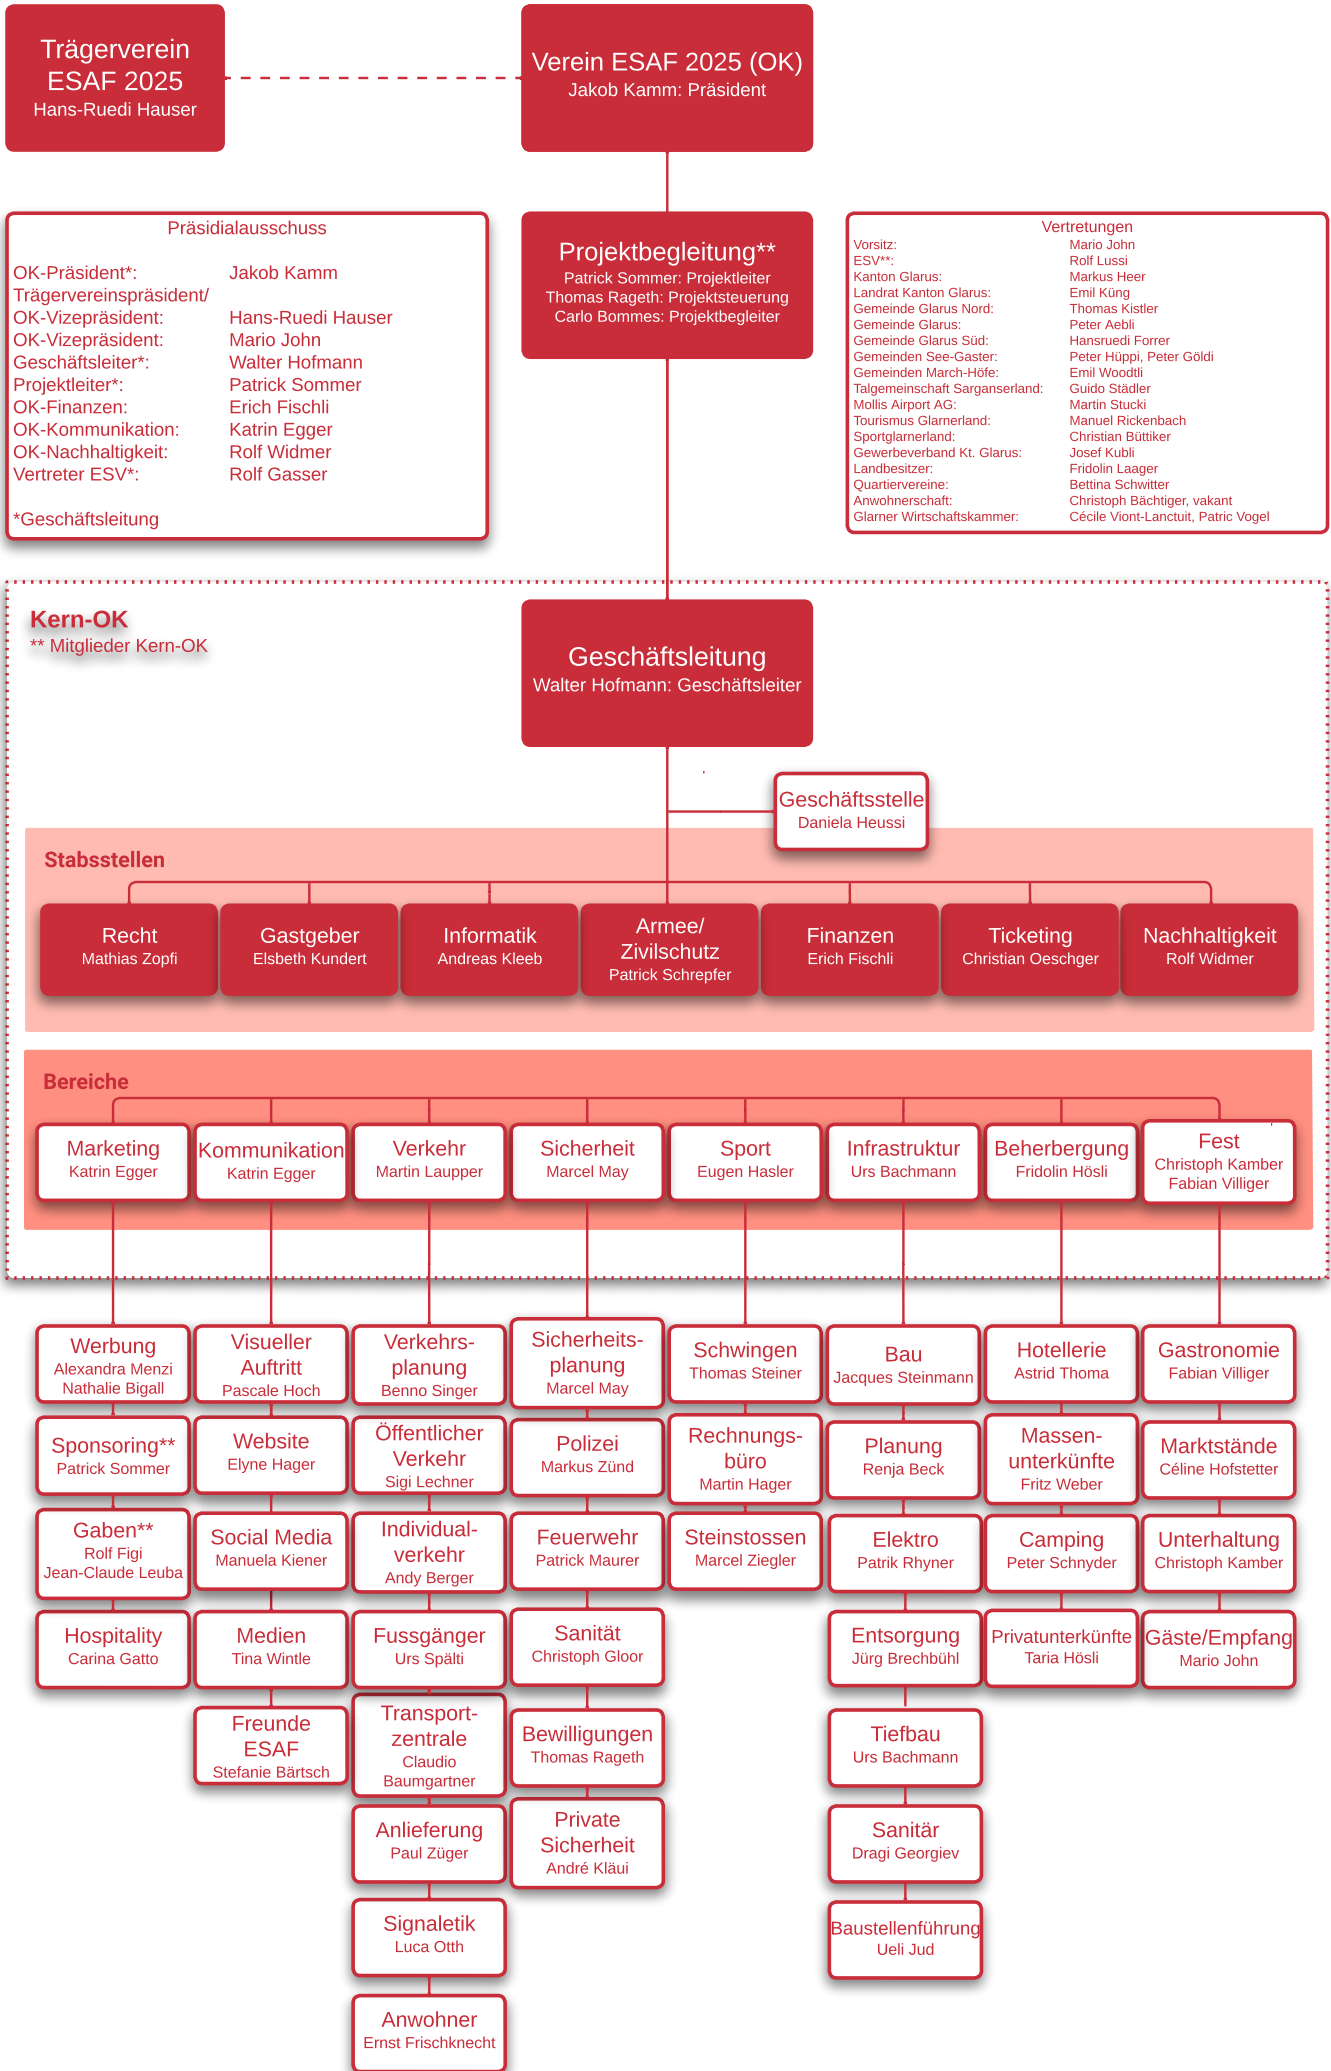 Trägerverein
ESAF 2025
Hans-Ruedi Hauser
Verein ESAF 2025 (OK)
Jakob Kamm: Präsident
Präsidialausschuss
OK-Präsident*: Jakob Kamm
Trägervereinspräsident/
OK-Vizepräsident: Hans-Ruedi Hauser
OK-Vizepräsident: Mario John
Geschäftsleiter*: Walter Hofmann
Projektleiter*: Patrick Sommer
OK-Finanzen: Erich Fischli
OK-Kommunikation: Katrin Egger
OK-Nachhaltigkeit: Rolf Widmer
Vertreter ESV*: Rolf Gasser
*Geschäftsleitung
Projektbegleitung**
Patrick Sommer: Projektleiter
Thomas Rageth: Projektsteuerung
Carlo Bommes: Projektbegleiter
Vertretungen
Vorsitz: Mario John
ESV**: Rolf Lussi
Kanton Glarus: Markus Heer
Landrat Kanton Glarus: Emil Küng
Gemeinde Glarus Nord: Thomas Kistler
Gemeinde Glarus: Peter Aebli
Gemeinde Glarus Süd: Hansruedi Forrer
Gemeinden See-Gaster: Peter Hüppi, Peter Göldi
Gemeinden March-Höfe: Emil Woodtli
Talgemeinschaft Sarganserland: Guido Städler
Mollis Airport AG: Martin Stucki
Tourismus Glarnerland: Manuel Rickenbach
Sportglarnerland: Christian Büttiker
Gewerbeverband Kt. Glarus: Josef Kubli
Landbesitzer: Fridolin Laager
Quartiervereine: Bettina Schwitter
Anwohnerschaft: Christoph Bächtiger, vakant
Glarner Wirtschaftskammer: Cécile Viont-Lanctuit, Patric Vogel
Kern-OK
** Mitglieder Kern-OK
Geschäftsleitung
Walter Hofmann: Geschäftsleiter
Geschäftsstelle
Daniela Heussi
Stabsstellen
Recht
Mathias Zopfi
Gastgeber
Elsbeth Kundert
Informatik
Andreas Kleeb
Armee/
Zivilschutz
Patrick Schrepfer
Finanzen
Erich Fischli
Ticketing
Christian Oeschger
Nachhaltigkeit
Rolf Widmer
Bereiche
Marketing
Katrin Egger
Kommunikation
Katrin Egger
Verkehr
Martin Laupper
Sicherheit
Marcel May
Sport
Eugen Hasler
Infrastruktur
Urs Bachmann
Beherbergung
Fridolin Hösli
Fest
Christoph Kamber
Fabian Villiger
Werbung
Alexandra Menzi
Nathalie Bigall
Sponsoring**
Patrick Sommer
Gaben**
Rolf Figi
Jean-Claude Leuba
Hospitality
Carina Gatto
Visueller
Auftritt
Pascale Hoch
Website
Elyne Hager
Social Media
Manuela Kiener
Medien
Tina Wintle
Freunde
ESAF
Stefanie Bärtsch
Verkehrs-
planung
Benno Singer
Öffentlicher
Verkehr
Sigi Lechner
Individual-
verkehr
Andy Berger
Fussgänger
Urs Spälti
Transport-
zentrale
Claudio
Baumgartner
Anlieferung
Paul Züger
Signaletik
Luca Otth
Anwohner
Ernst Frischknecht
Sicherheits-
planung
Marcel May
Polizei
Markus Zünd
Feuerwehr
Patrick Maurer
Sanität
Christoph Gloor
Bewilligungen
Thomas Rageth
Private
Sicherheit
André Kläui
Schwingen
Thomas Steiner
Rechnungs-
büro
Martin Hager
Steinstossen
Marcel Ziegler
Bau
Jacques Steinmann
Planung
Renja Beck
Elektro
Patrik Rhyner
Entsorgung
Jürg Brechbühl
Tiefbau
Urs Bachmann
Sanitär
Dragi Georgiev
Baustellenführung
Ueli Jud
Hotellerie
Astrid Thoma
Massen-
unterkünfte
Fritz Weber
Camping
Peter Schnyder
Privatunterkünfte
Taria Hösli
Gastronomie
Fabian Villiger
Marktstände
Céline Hofstetter
Unterhaltung
Christoph Kamber
Gäste/Empfang
Mario John